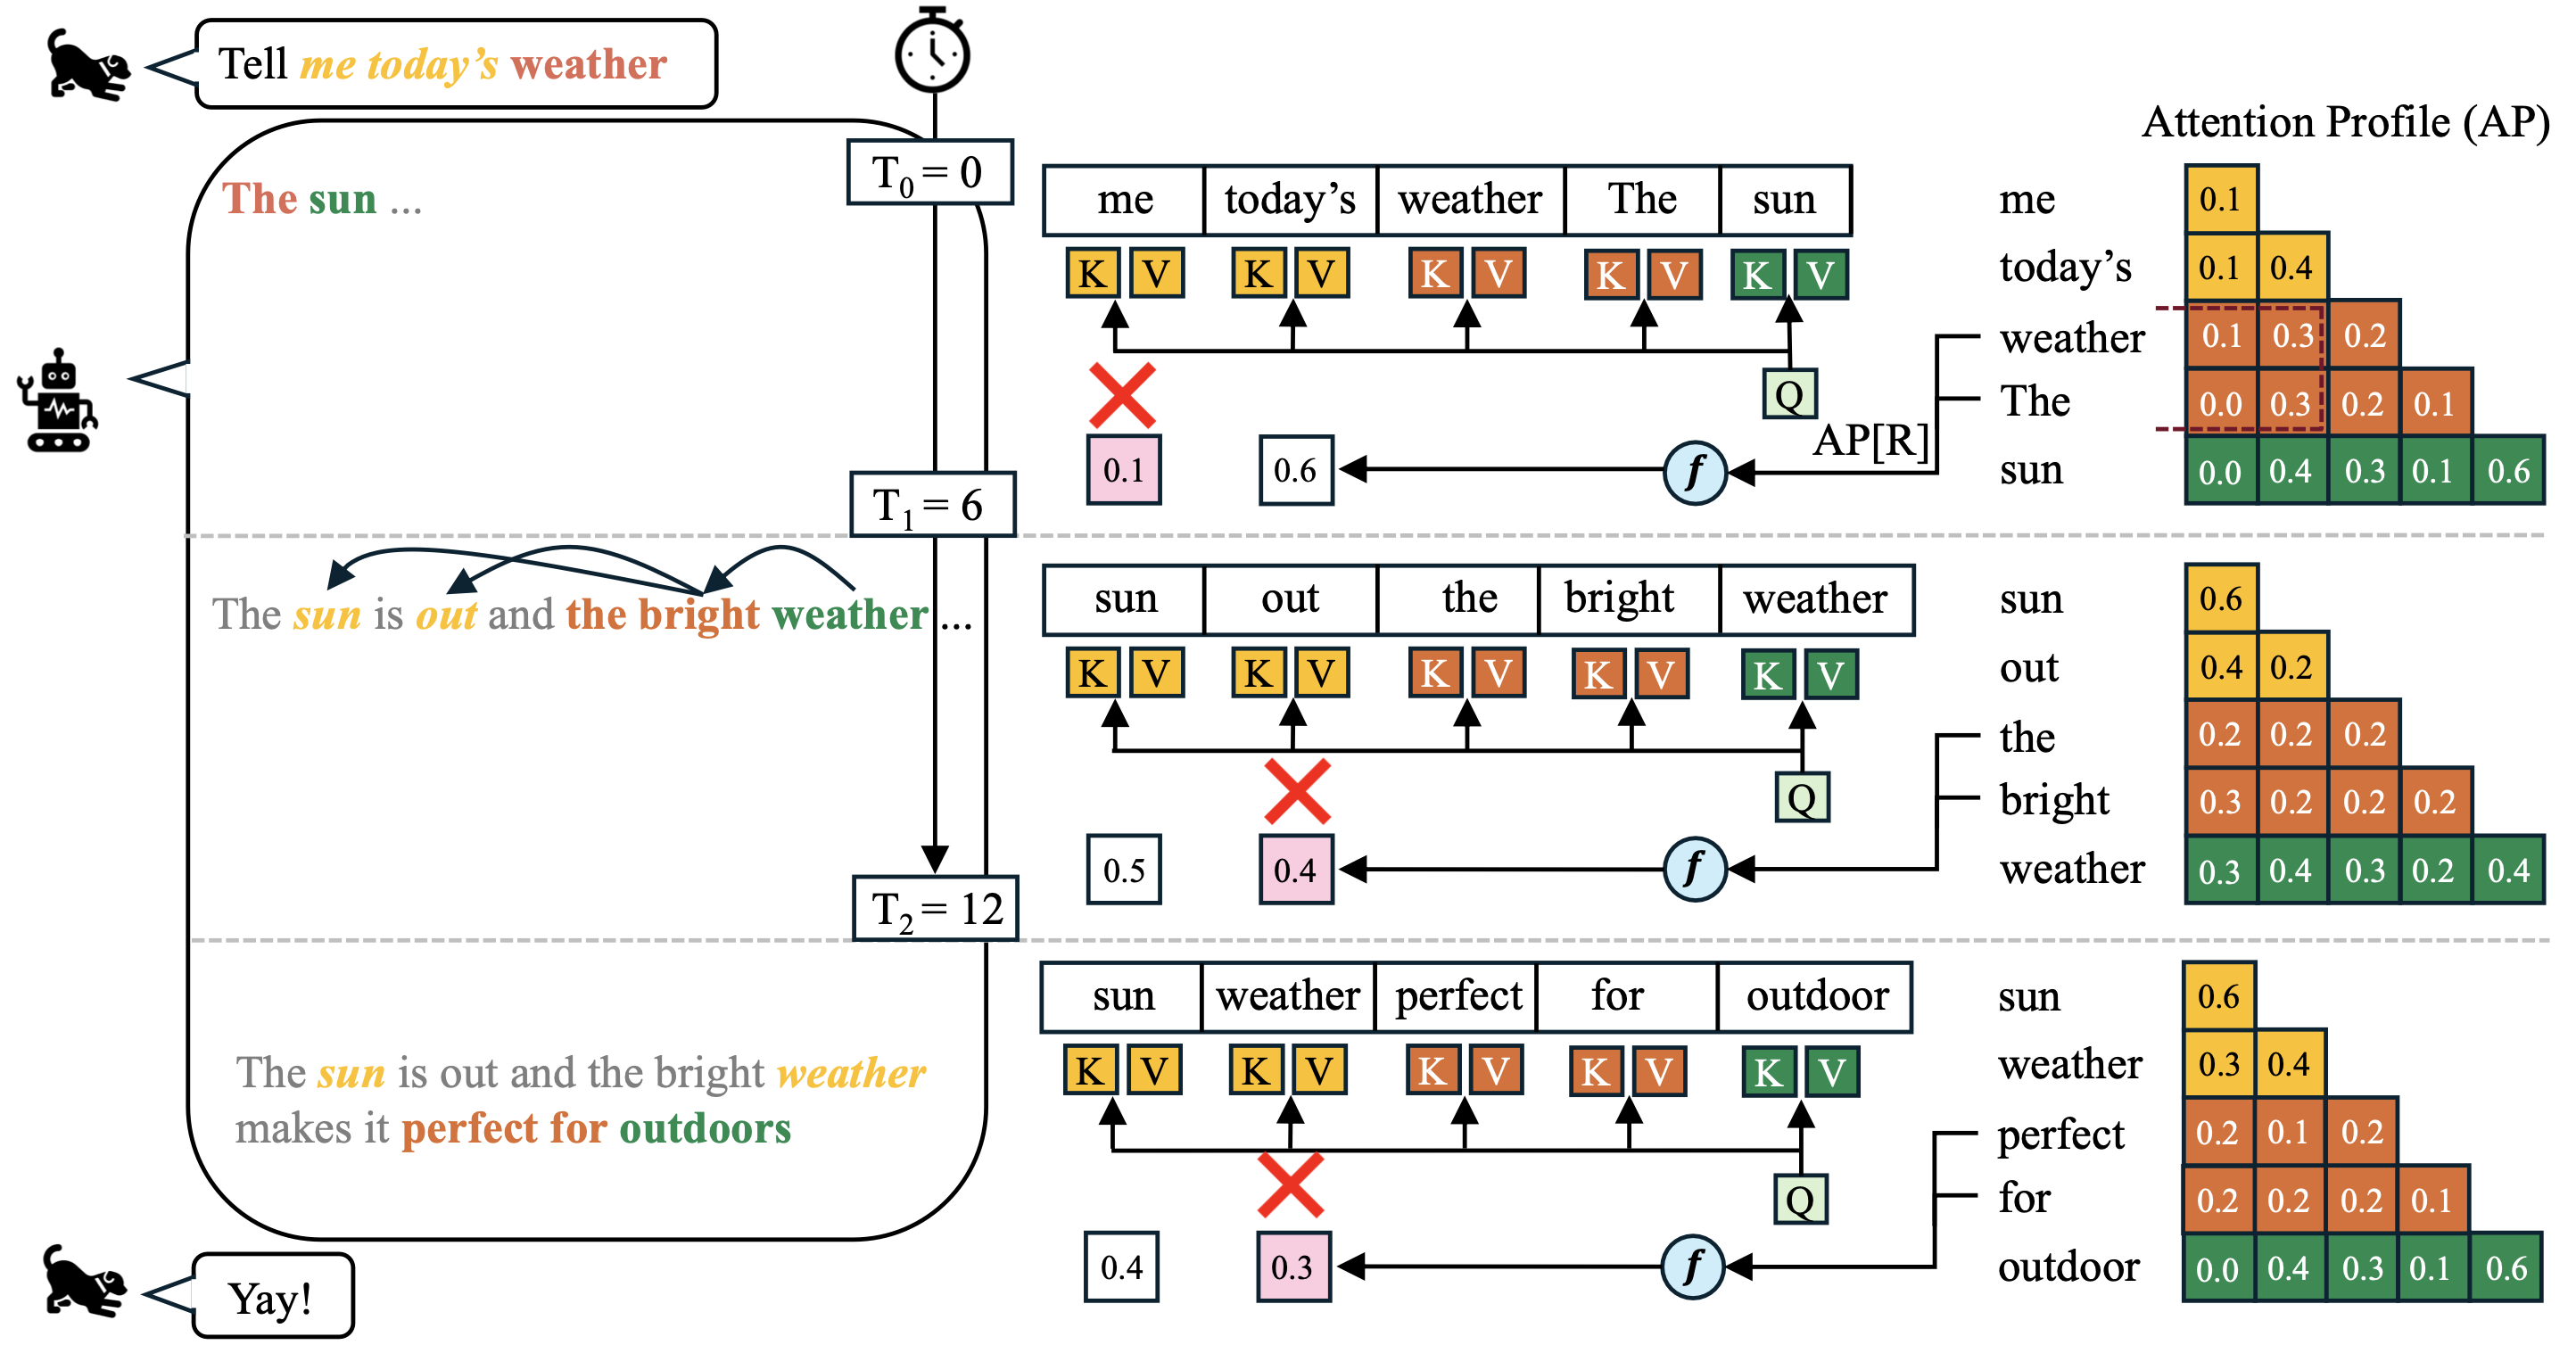 Tell me today's weather
Attention Profile (AP)
T0 = 0
The sun ...
me today's weather The sun
K V K V K V K V K V
Q
AP[R]
0.1 0.6 f
me 0.1
today's 0.1 0.4
weather 0.1 0.3 0.2
The 0.0 0.3 0.2 0.1
sun 0.0 0.4 0.3 0.1 0.6
T1 = 6
The sun is out and the bright weather ...
sun out the bright weather
K V K V K V K V K V
Q
0.5 0.4 f
sun 0.6
out 0.4 0.2
the 0.2 0.2 0.2
bright 0.3 0.2 0.2 0.2
weather 0.3 0.4 0.3 0.2 0.4
T2 = 12
The sun is out and the bright weather
makes it perfect for outdoors
sun weather perfect for outdoor
K V K V K V K V K V
Q
0.4 0.3 f
sun 0.6
weather 0.3 0.4
perfect 0.2 0.1 0.2
for 0.2 0.2 0.2 0.1
outdoor 0.0 0.4 0.3 0.1 0.6
Yay!